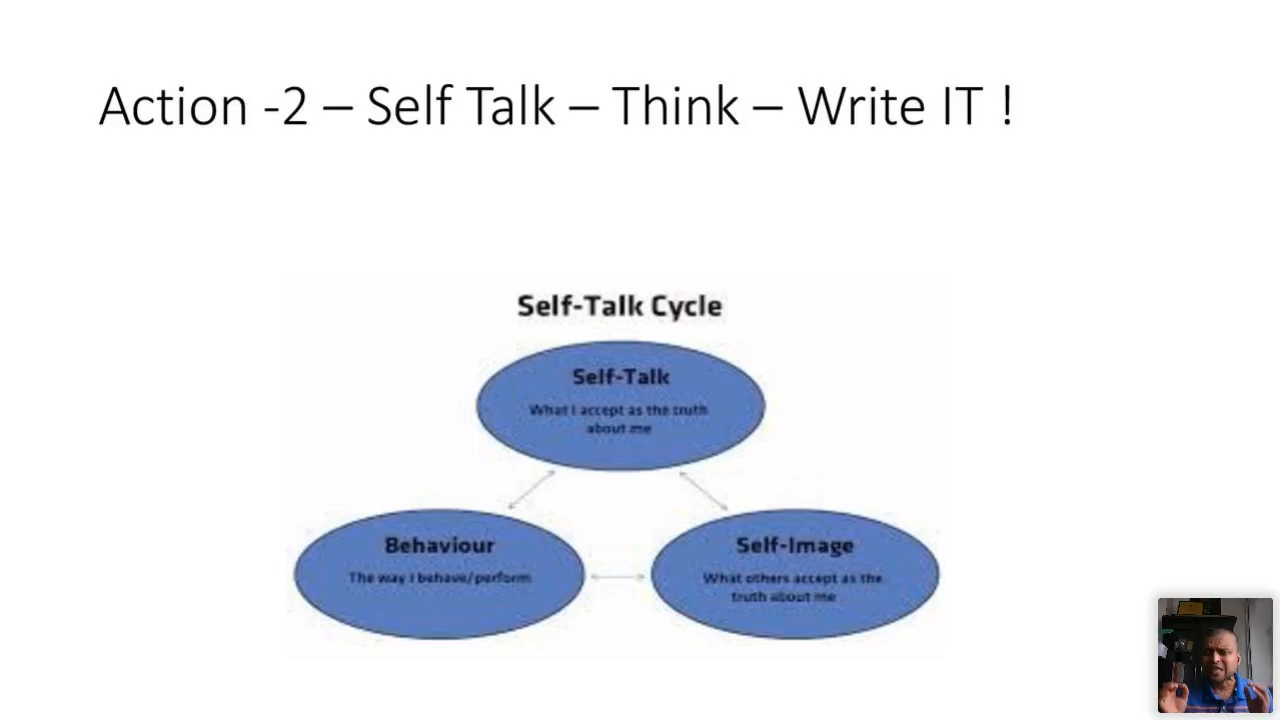 Action -2 – Self Talk – Think – Write IT !
Self-Talk Cycle
Self-Talk
What I accept as the truth
about me
Behaviour
The way I behave/perform
Self-Image
What others accept as the
truth about me